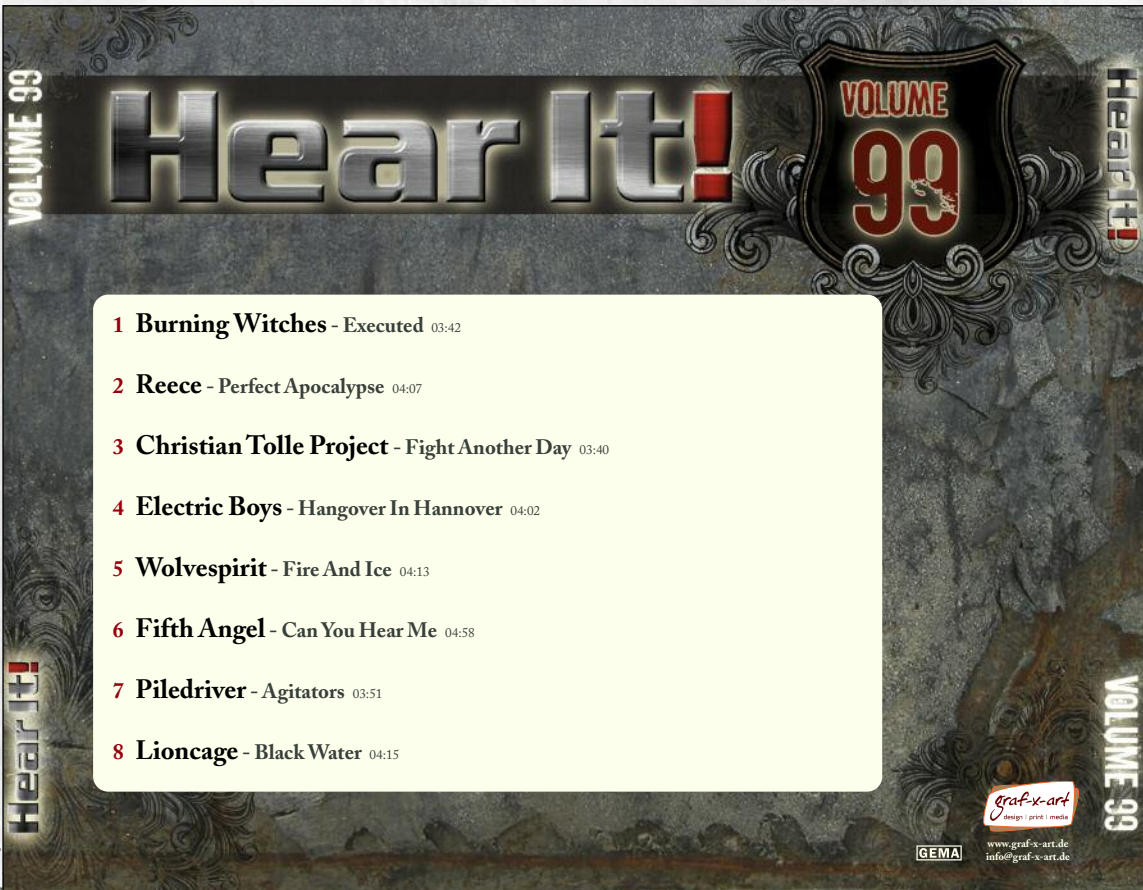 VOLUME 99
Hear It!
VOLUME
99
Hear It!
1 Burning Witches - Executed 03:42
2 Reece - Perfect Apocalypse 04:07
3 Christian Tolle Project - Fight Another Day 03:40
4 Electric Boys - Hangover In Hannover 04:02
5 Wolvespirit - Fire And Ice 04:13
6 Fifth Angel - Can You Hear Me 04:58
7 Piledriver - Agitators 03:51
8 Lioncage - Black Water 04:15
Hear It!
VOLUME 99
graf-x-art
design | print | media
GEMA
www.graf-x-art.de
info@graf-x-art.de